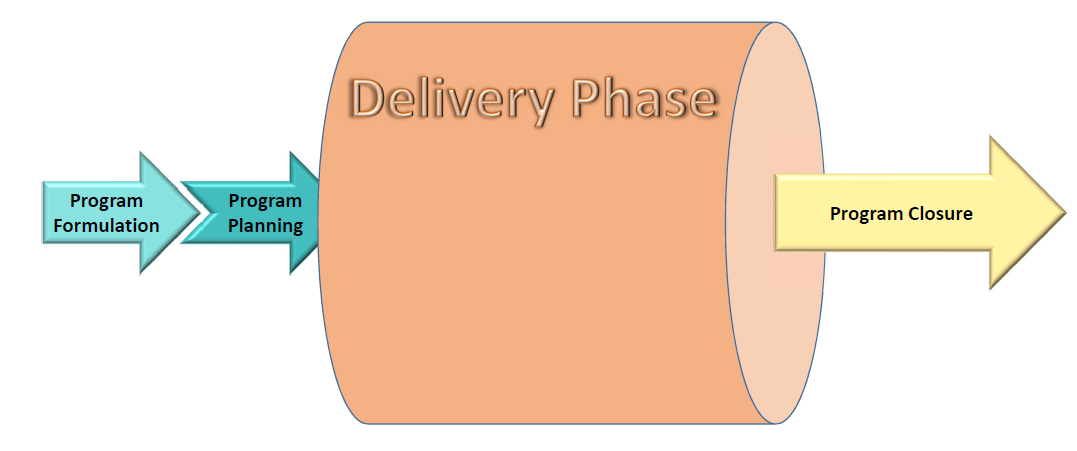 Delivery Phase
Program
Formulation
Program
Planning
Program Closure